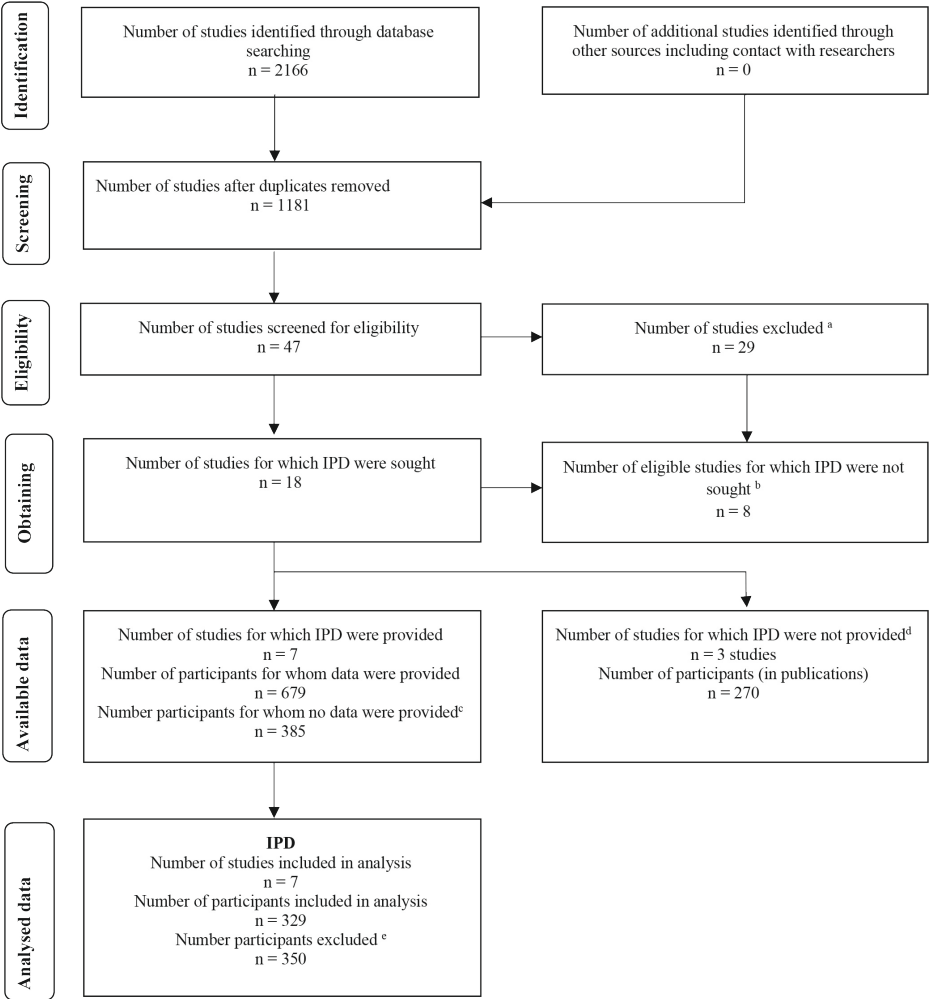 Identification
Number of studies identified through database
searching
n = 2166
Number of additional studies identified through
other sources including contact with researchers
n = 0
Screening
Number of studies after duplicates removed
n = 1181
Eligibility
Number of studies screened for eligibility
n = 47
Number of studies excluded a
n = 29
Obtaining
Number of studies for which IPD were sought
n = 18
Number of eligible studies for which IPD were not
sought b
n = 8
Available data
Number of studies for which IPD were provided
n = 7
Number of participants for whom data were provided
n = 679
Number participants for whom no data were providedc
n = 385
Number of studies for which IPD were not providedd
n = 3 studies
Number of participants (in publications)
n = 270
Analysed data
IPD
Number of studies included in analysis
n = 7
Number of participants included in analysis
n = 329
Number participants excluded e
n = 350